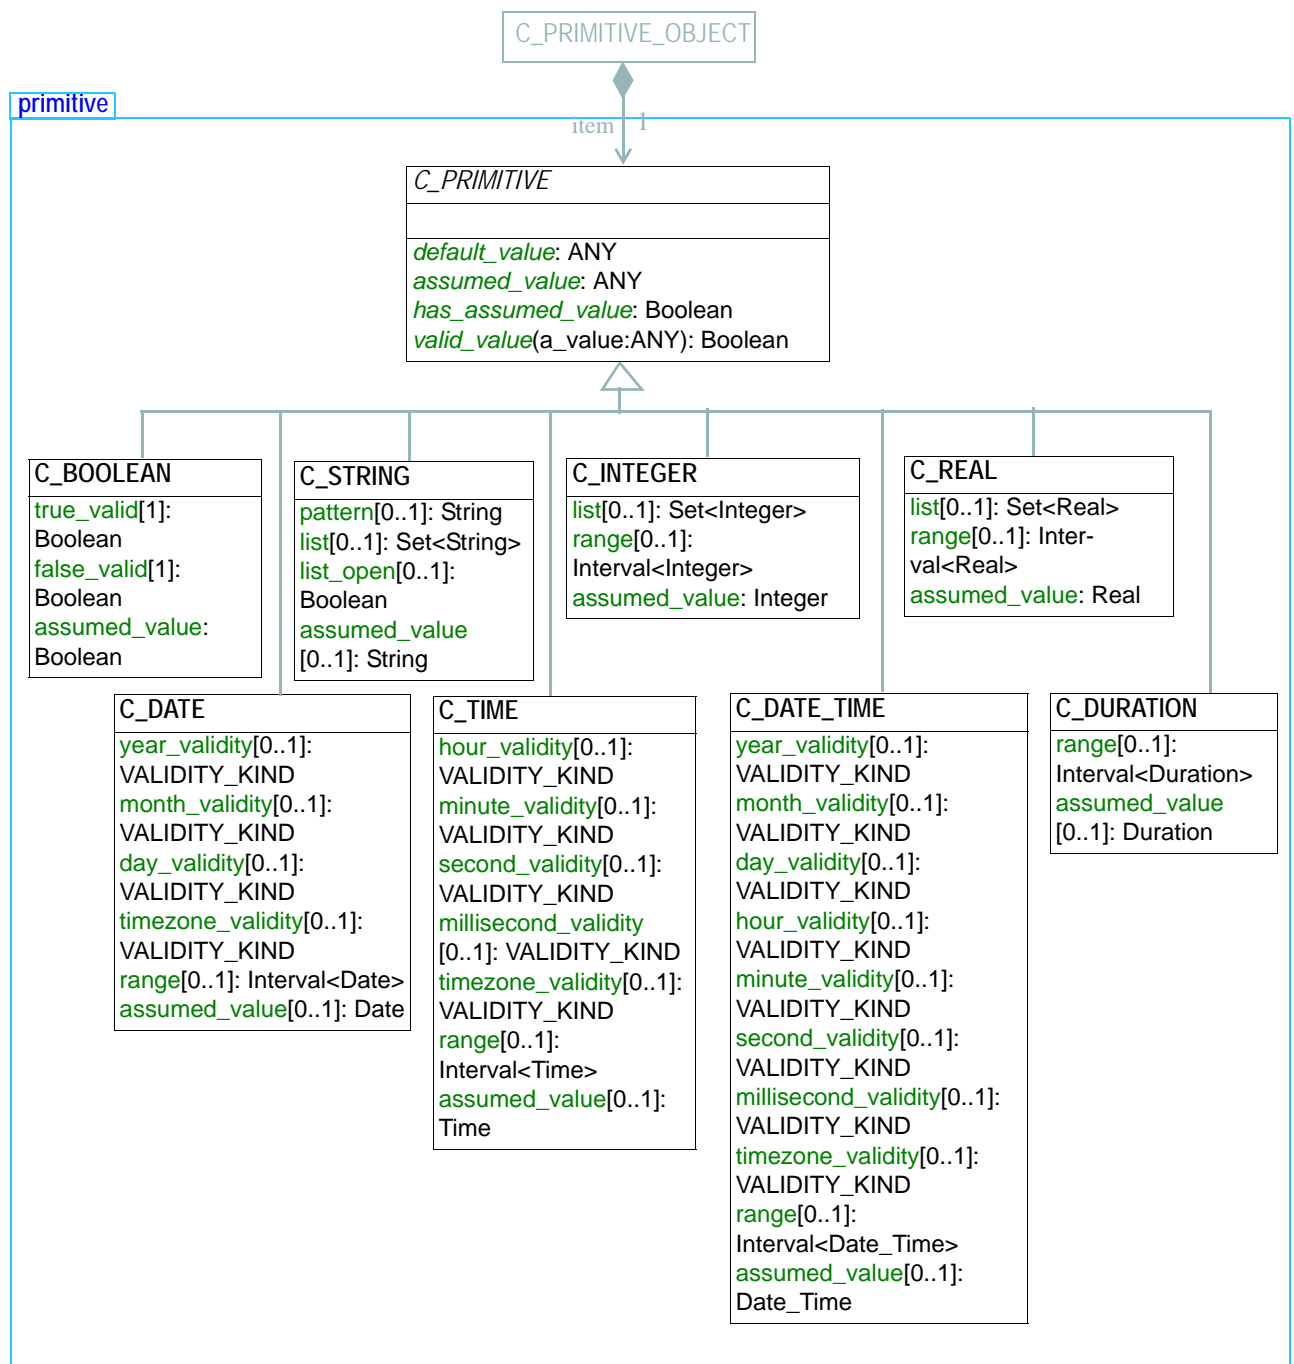 C_PRIMITIVE_OBJECT
primitive
item 1
C_PRIMITIVE
default_value: ANY
assumed_value: ANY
has_assumed_value: Boolean
valid_value(a_value:ANY): Boolean
C_BOOLEAN
true_valid[1]:
Boolean
false_valid[1]:
Boolean
assumed_value:
Boolean
C_STRING
pattern[0..1]: String
list[0..1]: Set<String>
list_open[0..1]:
Boolean
assumed_value
[0..1]: String
C_INTEGER
list[0..1]: Set<Integer>
range[0..1]:
Interval<Integer>
assumed_value: Integer
C_REAL
list[0..1]: Set<Real>
range[0..1]: Inter-
val<Real>
assumed_value: Real
C_DATE
year_validity[0..1]:
VALIDITY_KIND
month_validity[0..1]:
VALIDITY_KIND
day_validity[0..1]:
VALIDITY_KIND
timezone_validity[0..1]:
VALIDITY_KIND
range[0..1]: Interval<Date>
assumed_value[0..1]: Date
C_TIME
hour_validity[0..1]:
VALIDITY_KIND
minute_validity[0..1]:
VALIDITY_KIND
second_validity[0..1]:
VALIDITY_KIND
millisecond_validity
[0..1]: VALIDITY_KIND
timezone_validity[0..1]:
VALIDITY_KIND
range[0..1]:
Interval<Time>
assumed_value[0..1]:
Time
C_DATE_TIME
year_validity[0..1]:
VALIDITY_KIND
month_validity[0..1]:
VALIDITY_KIND
day_validity[0..1]:
VALIDITY_KIND
hour_validity[0..1]:
VALIDITY_KIND
minute_validity[0..1]:
VALIDITY_KIND
second_validity[0..1]:
VALIDITY_KIND
millisecond_validity[0..1]:
VALIDITY_KIND
timezone_validity[0..1]:
VALIDITY_KIND
range[0..1]:
Interval<Date_Time>
assumed_value[0..1]:
Date_Time
C_DURATION
range[0..1]:
Interval<Duration>
assumed_value
[0..1]: Duration